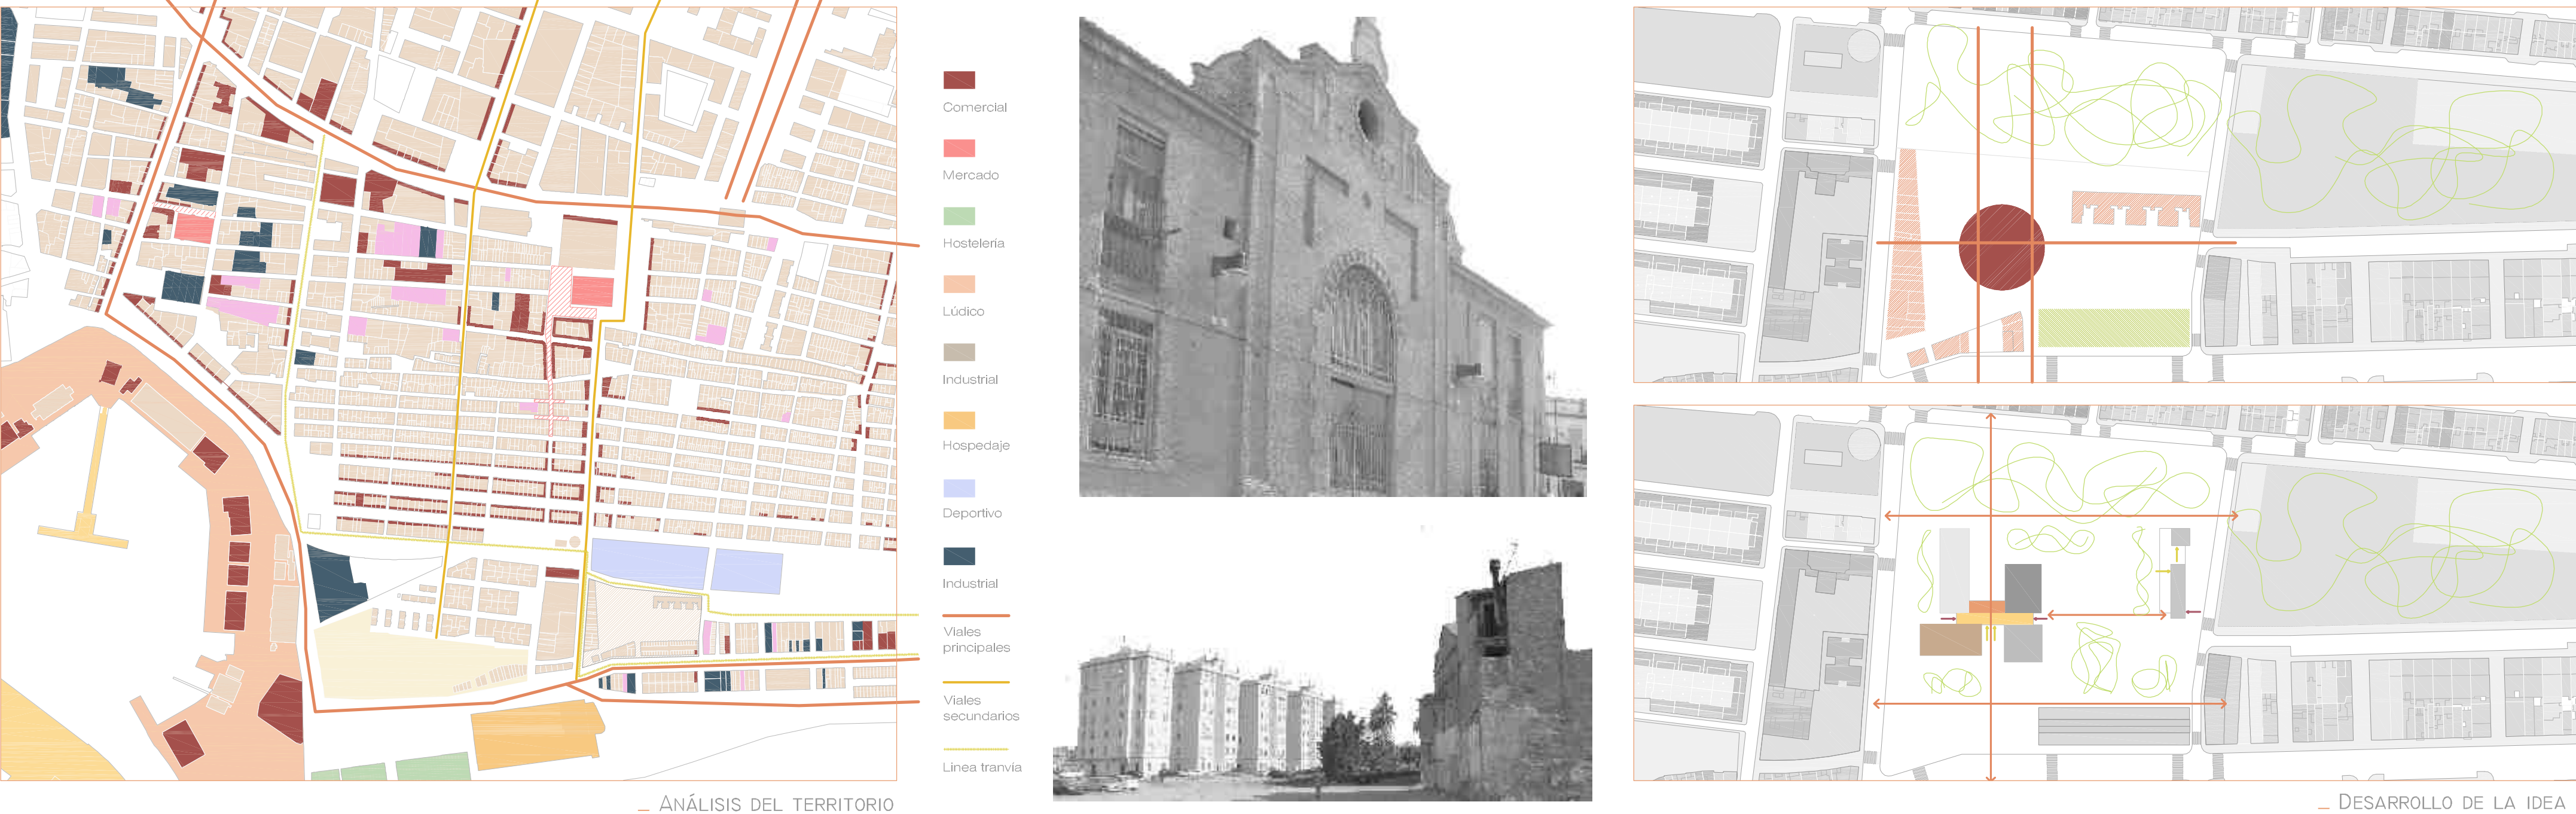 Comercial
Mercado
Hostelería
Lúdico
Industrial
Hospedaje
Deportivo
Industrial
Viales
principales
Viales
secundarios
Línea tranvía
_ ANÁLISIS DEL TERRITORIO
_ DESARROLLO DE LA IDEA